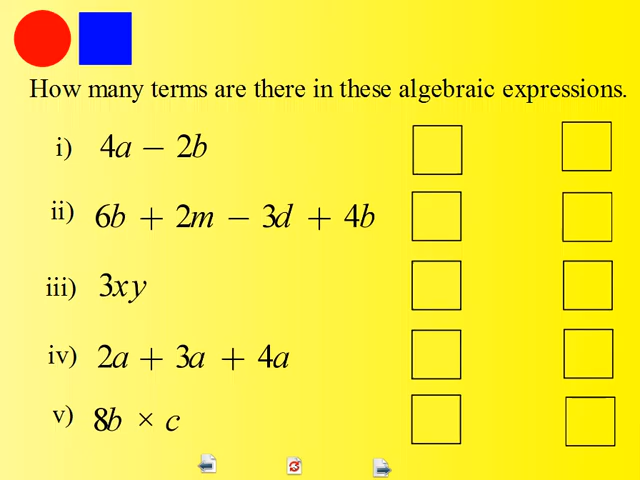 How many terms are there in these algebraic expressions.
i) 4a − 2b
ii) 6b + 2m − 3d + 4b
iii) 3xy
iv) 2a + 3a + 4a
v) 8b × c